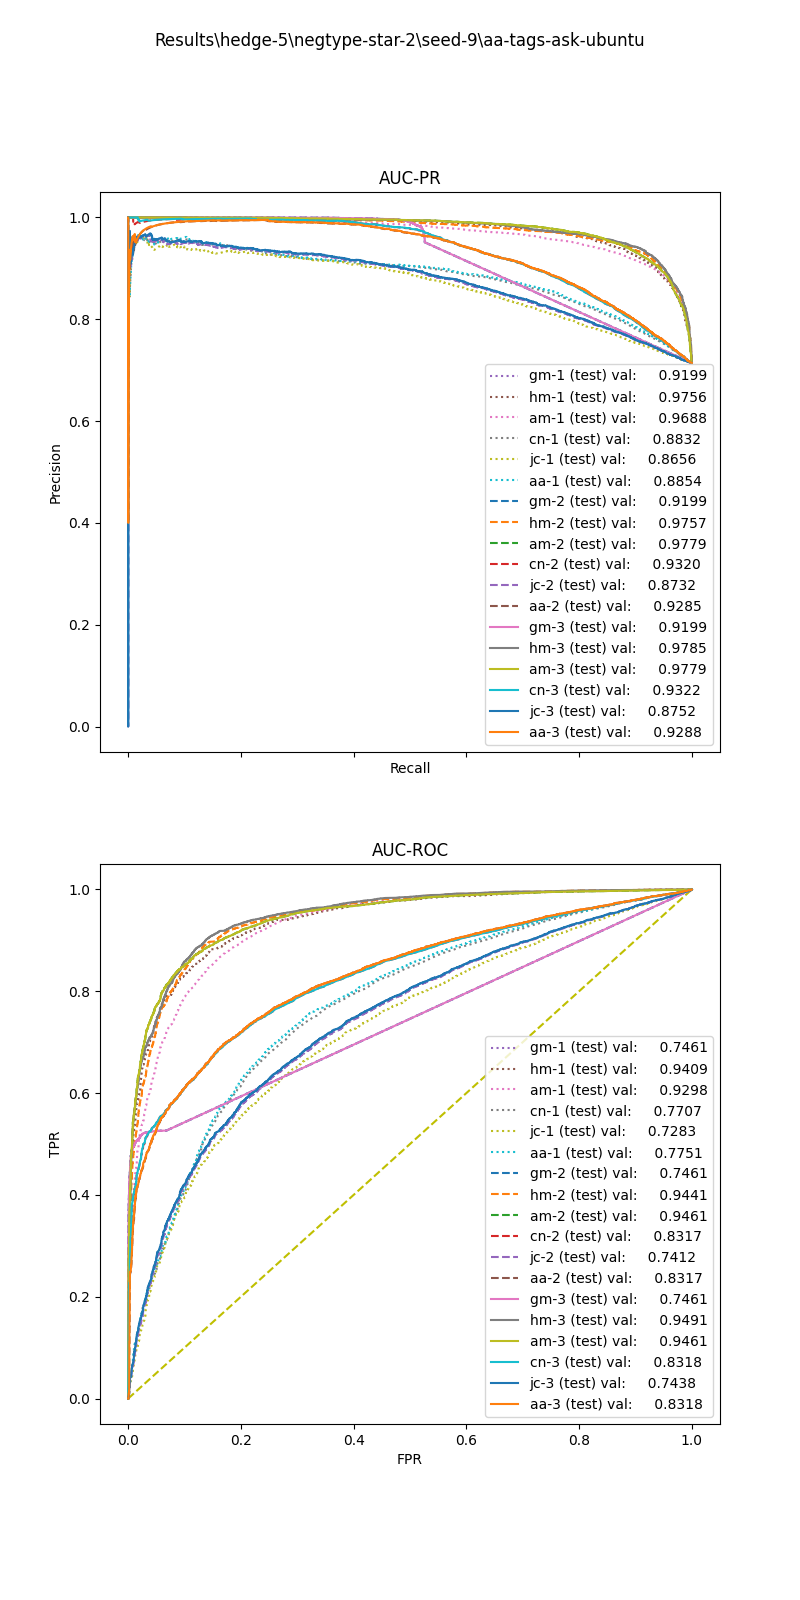 Results\hedge-5\negtype-star-2\seed-9\aa-tags-ask-ubuntu
AUC-PR
1.0
0.8
0.6
0.4
0.2
0.0
Precision
Recall
gm-1 (test) val: 0.9199
hm-1 (test) val: 0.9756
am-1 (test) val: 0.9688
cn-1 (test) val: 0.8832
jc-1 (test) val: 0.8656
aa-1 (test) val: 0.8854
gm-2 (test) val: 0.9199
hm-2 (test) val: 0.9757
am-2 (test) val: 0.9779
cn-2 (test) val: 0.9320
jc-2 (test) val: 0.8732
aa-2 (test) val: 0.9285
gm-3 (test) val: 0.9199
hm-3 (test) val: 0.9785
am-3 (test) val: 0.9779
cn-3 (test) val: 0.9322
jc-3 (test) val: 0.8752
aa-3 (test) val: 0.9288
AUC-ROC
1.0
0.8
0.6
0.4
0.2
0.0
TPR
gm-1 (test) val: 0.7461
hm-1 (test) val: 0.9409
am-1 (test) val: 0.9298
cn-1 (test) val: 0.7707
jc-1 (test) val: 0.7283
aa-1 (test) val: 0.7751
gm-2 (test) val: 0.7461
hm-2 (test) val: 0.9441
am-2 (test) val: 0.9461
cn-2 (test) val: 0.8317
jc-2 (test) val: 0.7412
aa-2 (test) val: 0.8317
gm-3 (test) val: 0.7461
hm-3 (test) val: 0.9491
am-3 (test) val: 0.9461
cn-3 (test) val: 0.8318
jc-3 (test) val: 0.7438
aa-3 (test) val: 0.8318
0.0 0.2 0.4 0.6 0.8 1.0
FPR